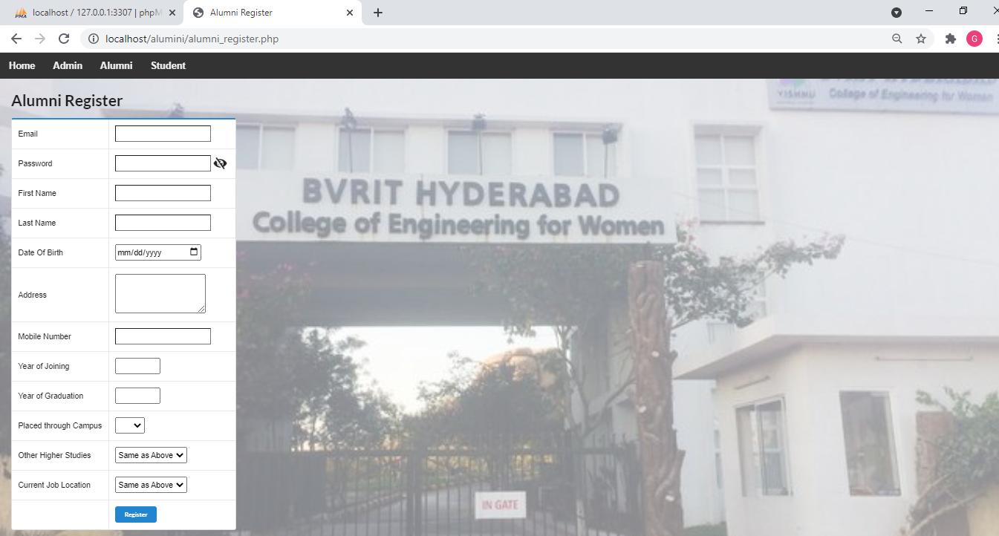 localhost / 127.0.0.1:3307 | phpM
Alumni Register
localhost/alumini/alumni_register.php
G
Home Admin Alumni Student
Alumni Register
VISHNU
BVRIT HYDERABAD
College of Engineering for Women
Email
Password
First Name
Last Name
Date Of Birth mm/dd/yyyy
Address
Mobile Number
Year of Joining
Year of Graduation
Placed through Campus
Other Higher Studies Same as Above
Current Job Location Same as Above
Register
BVRIT HYDERABAD
College of Engineering for Women
IN GATE